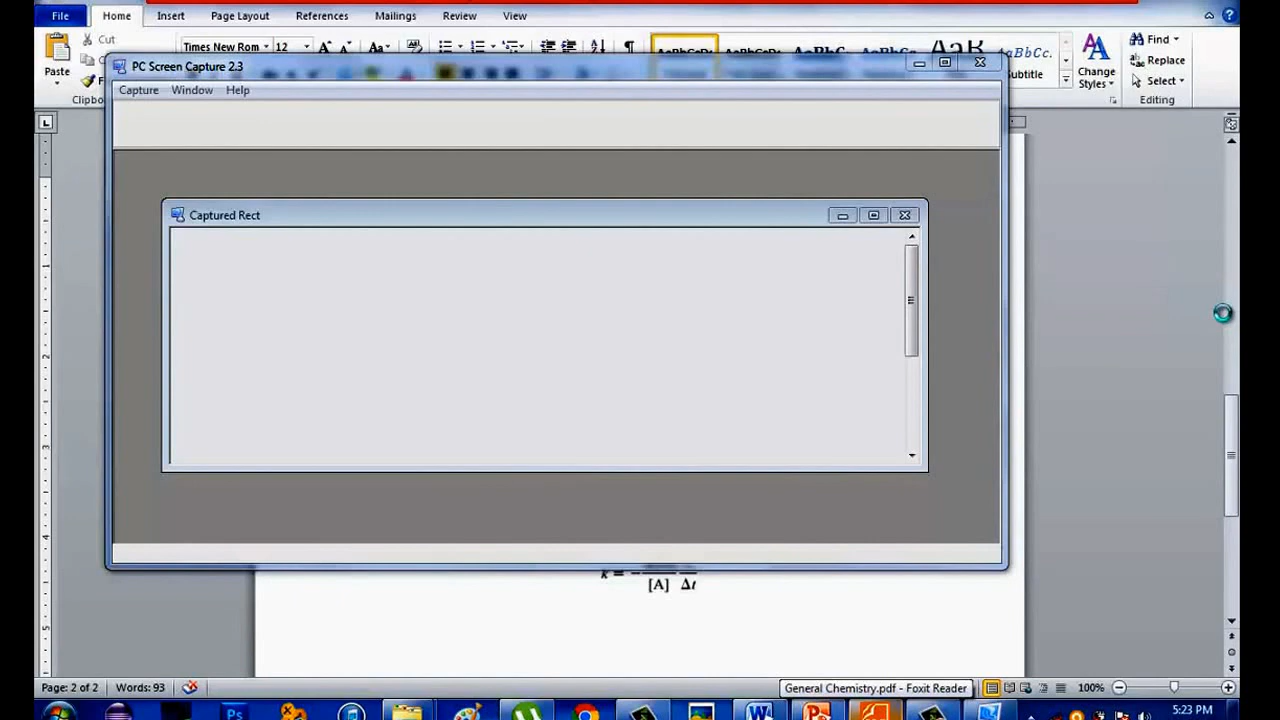 File Home Insert Page Layout References Mailings Review View
Cut
Times New Rom 12 Aa
Find
Paste
Subtitle Change Styles
Replace
Select
Editing
PC Screen Capture 2.3
Capture Window Help
Captured Rect
[A] Δt
General Chemistry.pdf - Foxit Reader
Page: 2 of 2 Words: 93 100%
5:23 PM